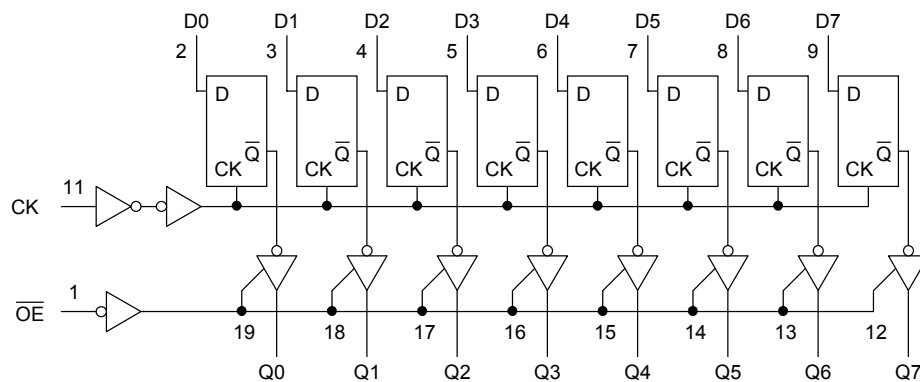 D0 D1 D2 D3 D4 D5 D6 D7
2 3 4 5 6 7 8 9
D D D D D D D D
Q̅ Q̅ Q̅ Q̅ Q̅ Q̅ Q̅ Q̅
CK CK CK CK CK CK CK CK
11
CK
1
O̅E̅
19 18 17 16 15 14 13 12
Q0 Q1 Q2 Q3 Q4 Q5 Q6 Q7